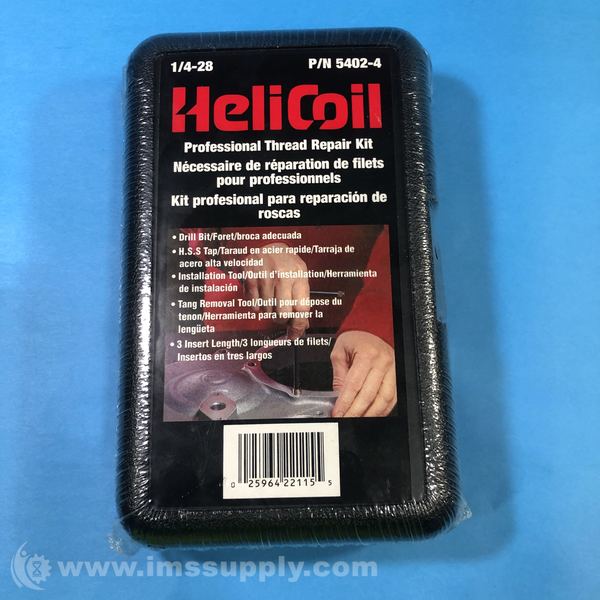 1/4-28 P/N 5402-4
HeliCoil
Professional Thread Repair Kit
Nécessaire de réparation de filets
pour professionnels
Kit profesional para reparación de
roscas
• Drill Bit/Foret/broca adecuada
• H.S.S Tap/Taraud en acier rapide/Tarraja de
acero alta velocidad
• Installation Tool/Outil d'installation/Herramienta
de instalación
• Tang Removal Tool/Outil pour dépose du
tenon/Herramienta para remover la
lengüeta
• 3 Insert Length/3 longueurs de filets/
Insertos en tres largos
0 25964 22115 5
www.imssupply.com